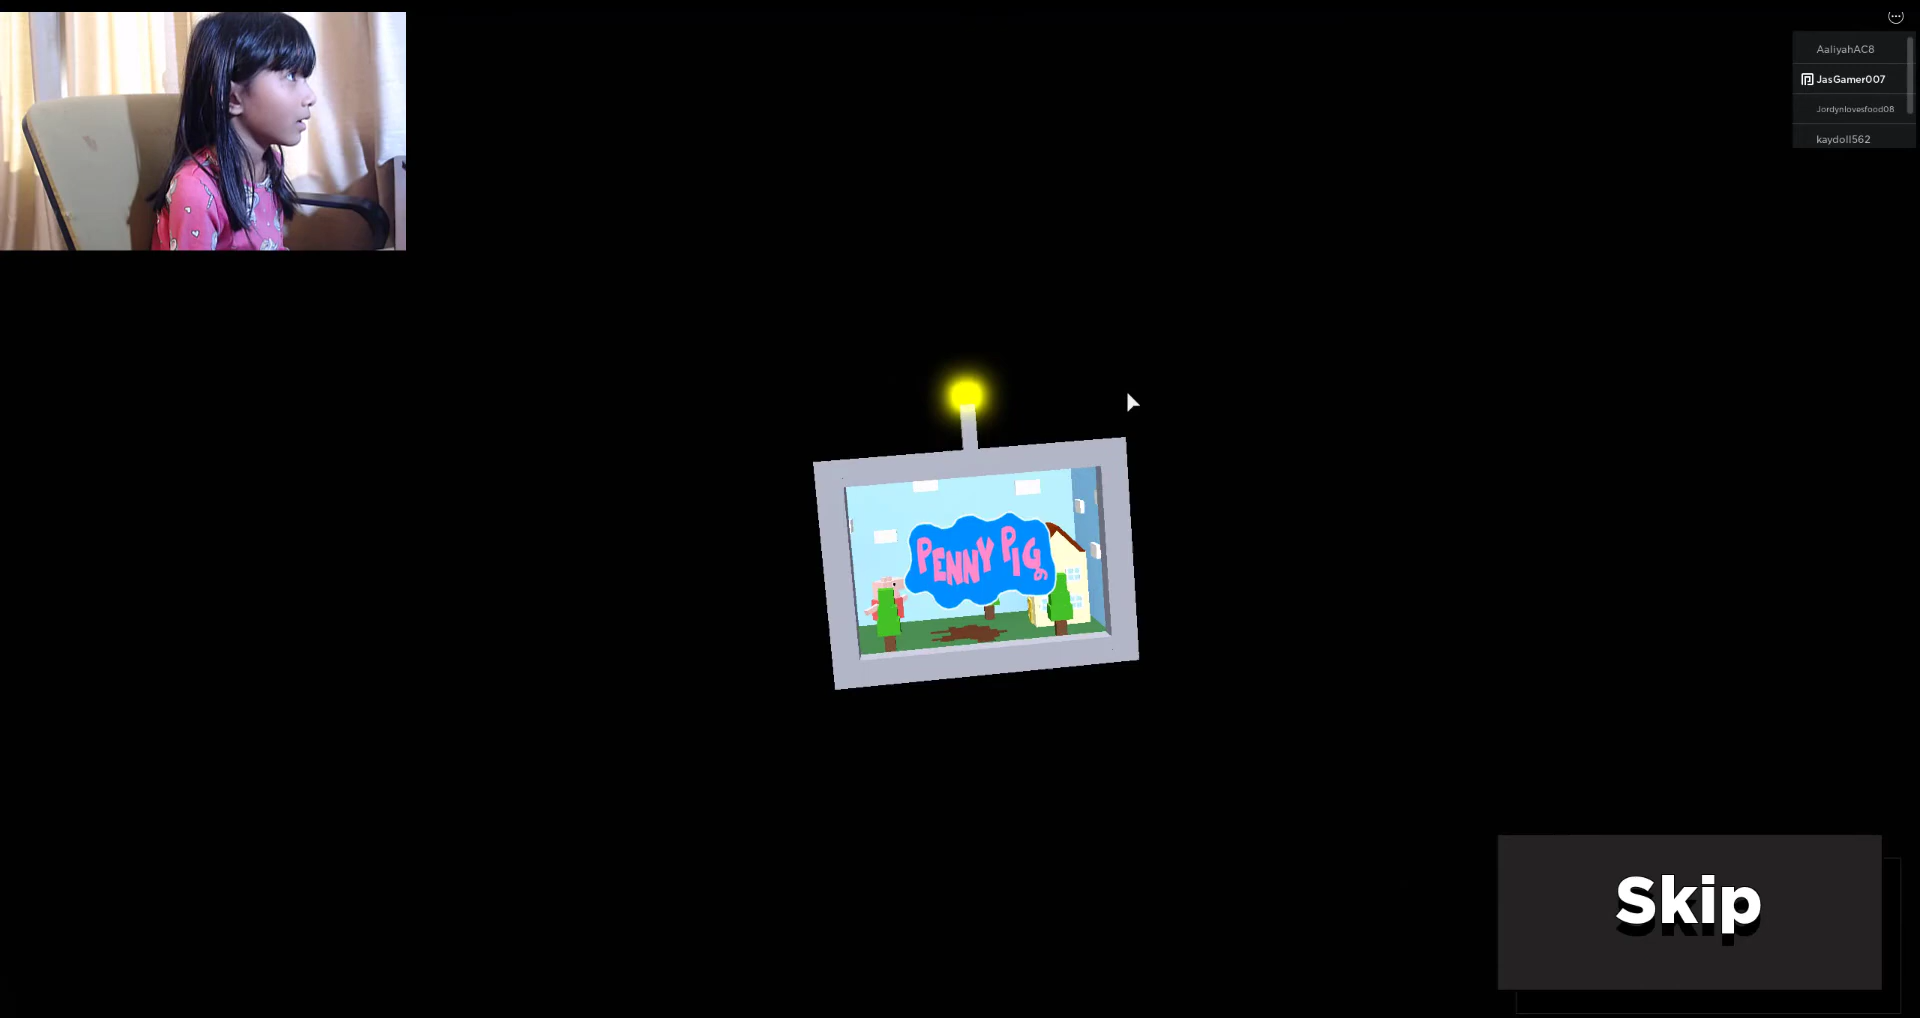 AaliyahAC8
JasGamer007
Jordynlovesfood08
kaydoll562
PENNY PIG
Skip